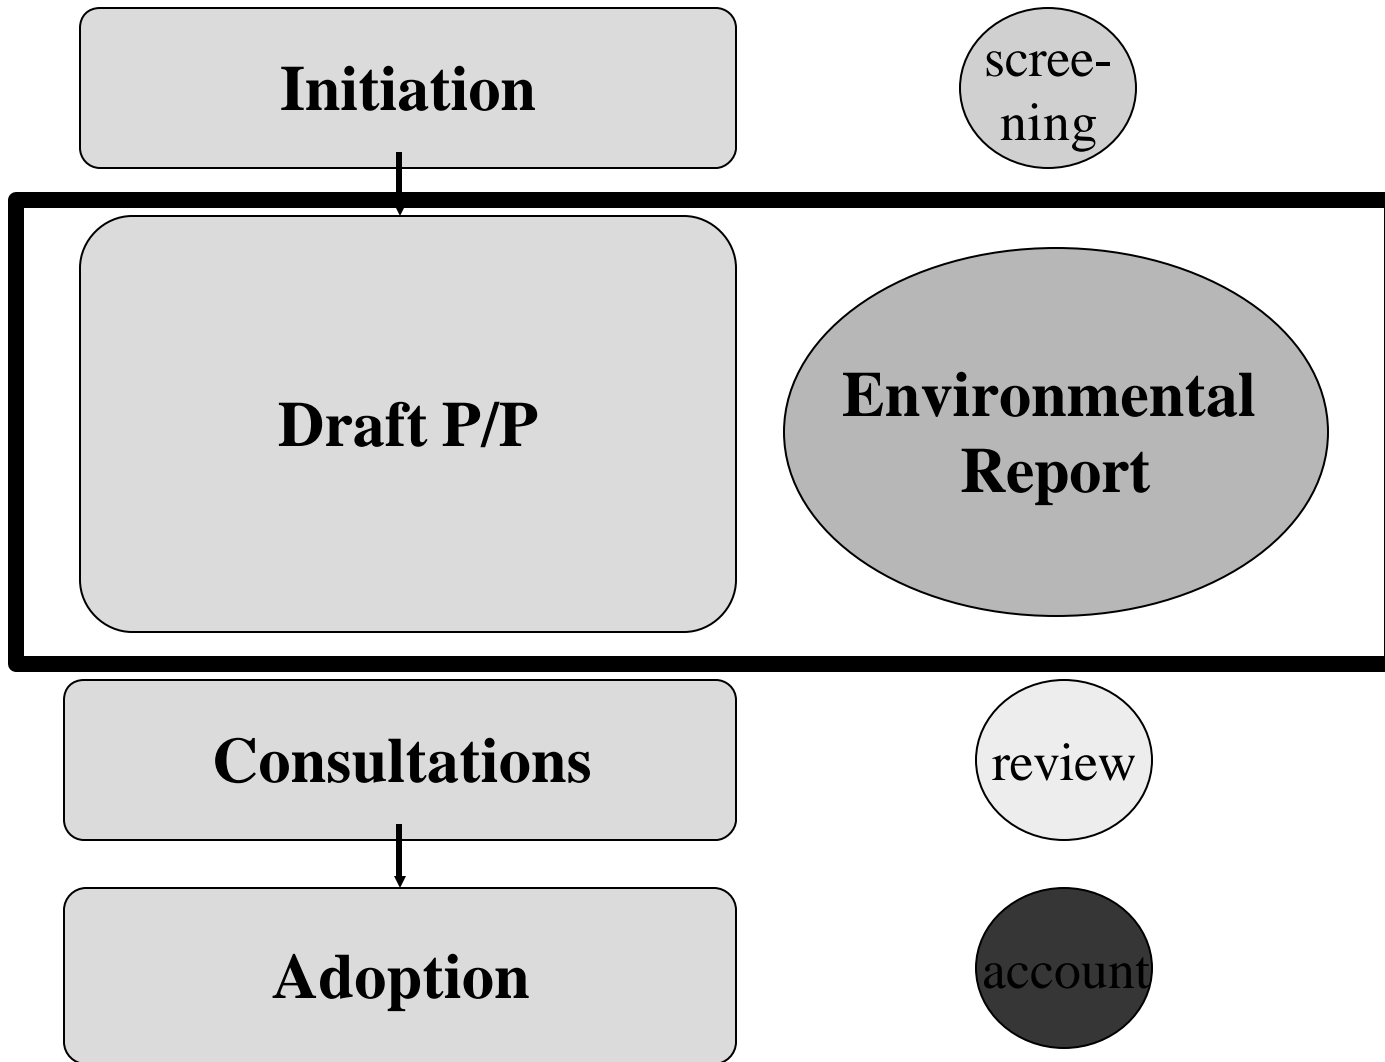 Initiation
scree-
ning
Draft P/P
Environmental
Report
Consultations
review
Adoption
account